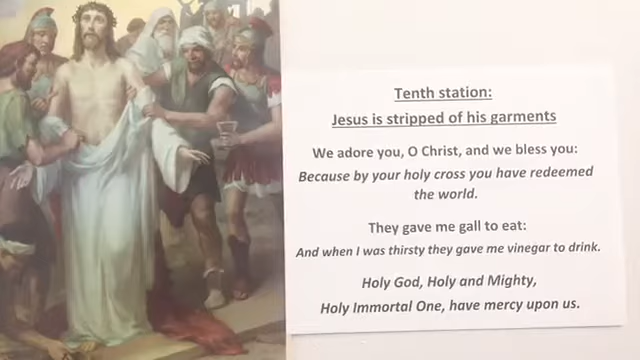 Tenth station:
Jesus is stripped of his garments
We adore you, O Christ, and we bless you:
Because by your holy cross you have redeemed
the world.
They gave me gall to eat:
And when I was thirsty they gave me vinegar to drink.
Holy God, Holy and Mighty,
Holy Immortal One, have mercy upon us.